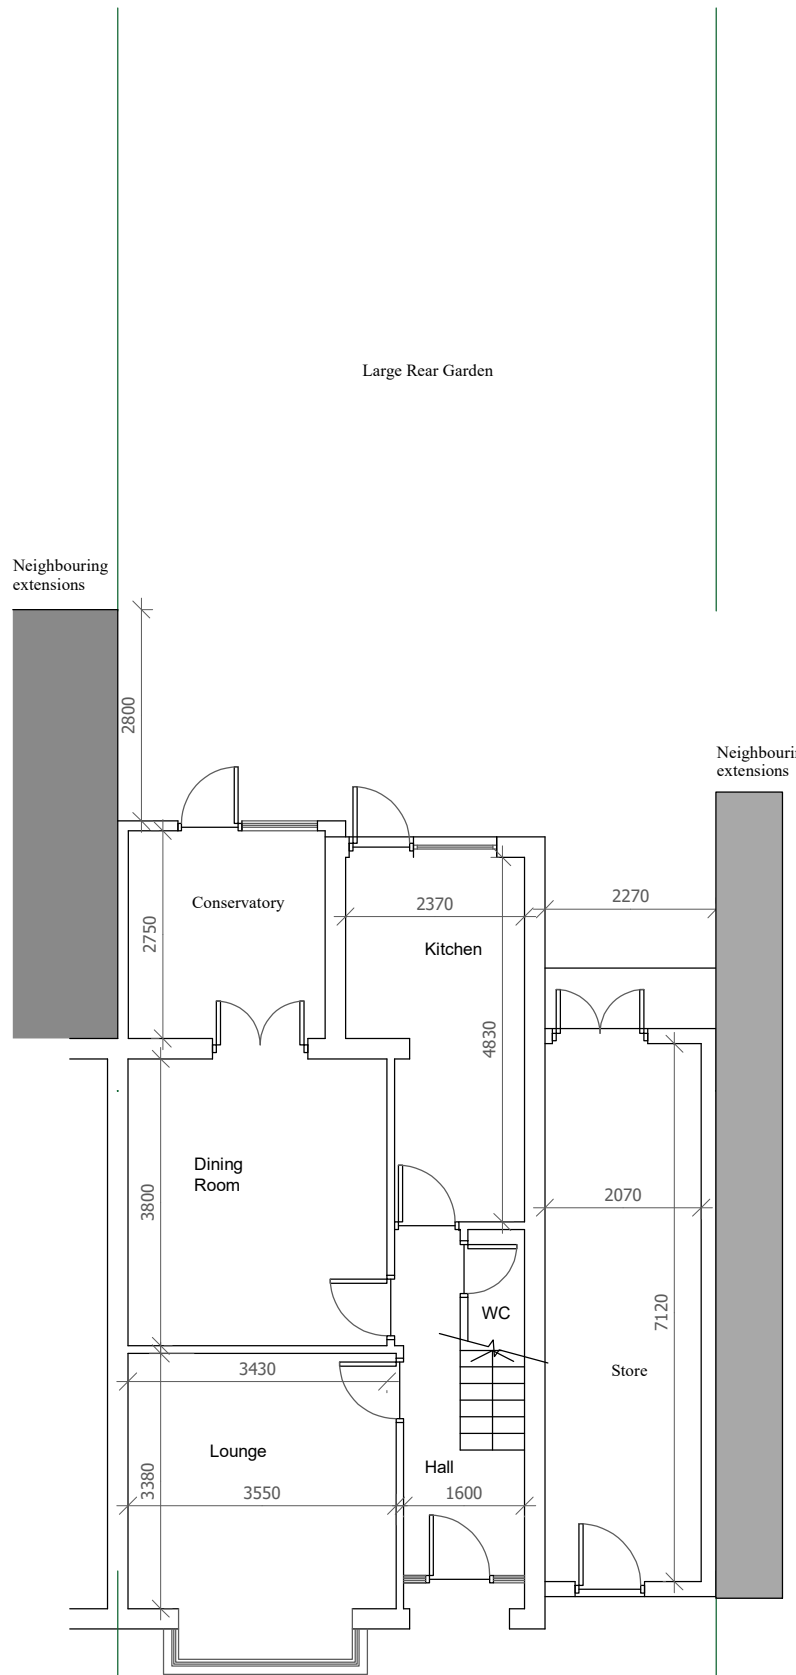 Large Rear Garden
Neighbouring
extensions
2800
Neighbouri
extensions
Conservatory
2750
2370
2270
Kitchen
4830
Dining
Room
3800
2070
WC
7120
3430
Store
Lounge
Hall
3380
3550
1600